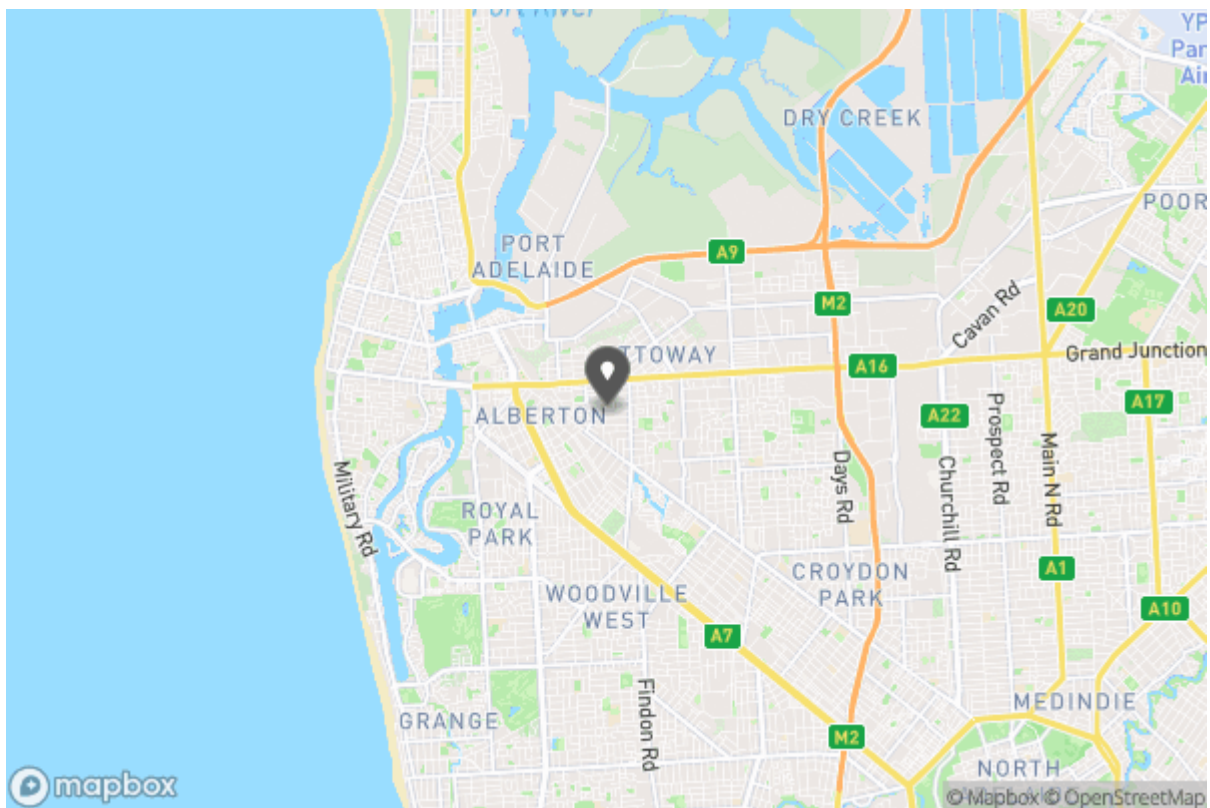 Port River
YP
Par
Air
DRY CREEK
POOR
PORT
ADELAIDE
A9
M2
Cavan Rd
A20
TTOWAY
A16
Grand Junction
ALBERTON
A22
Prospect Rd
A17
Military Rd
Days Rd
Churchill Rd
Main N Rd
ROYAL
PARK
CROYDON
PARK
A1
WOODVILLE
WEST
A10
A7
Findon Rd
MEDINDIE
GRANGE
M2
NORTH
mapbox
© Mapbox © OpenStreetMap